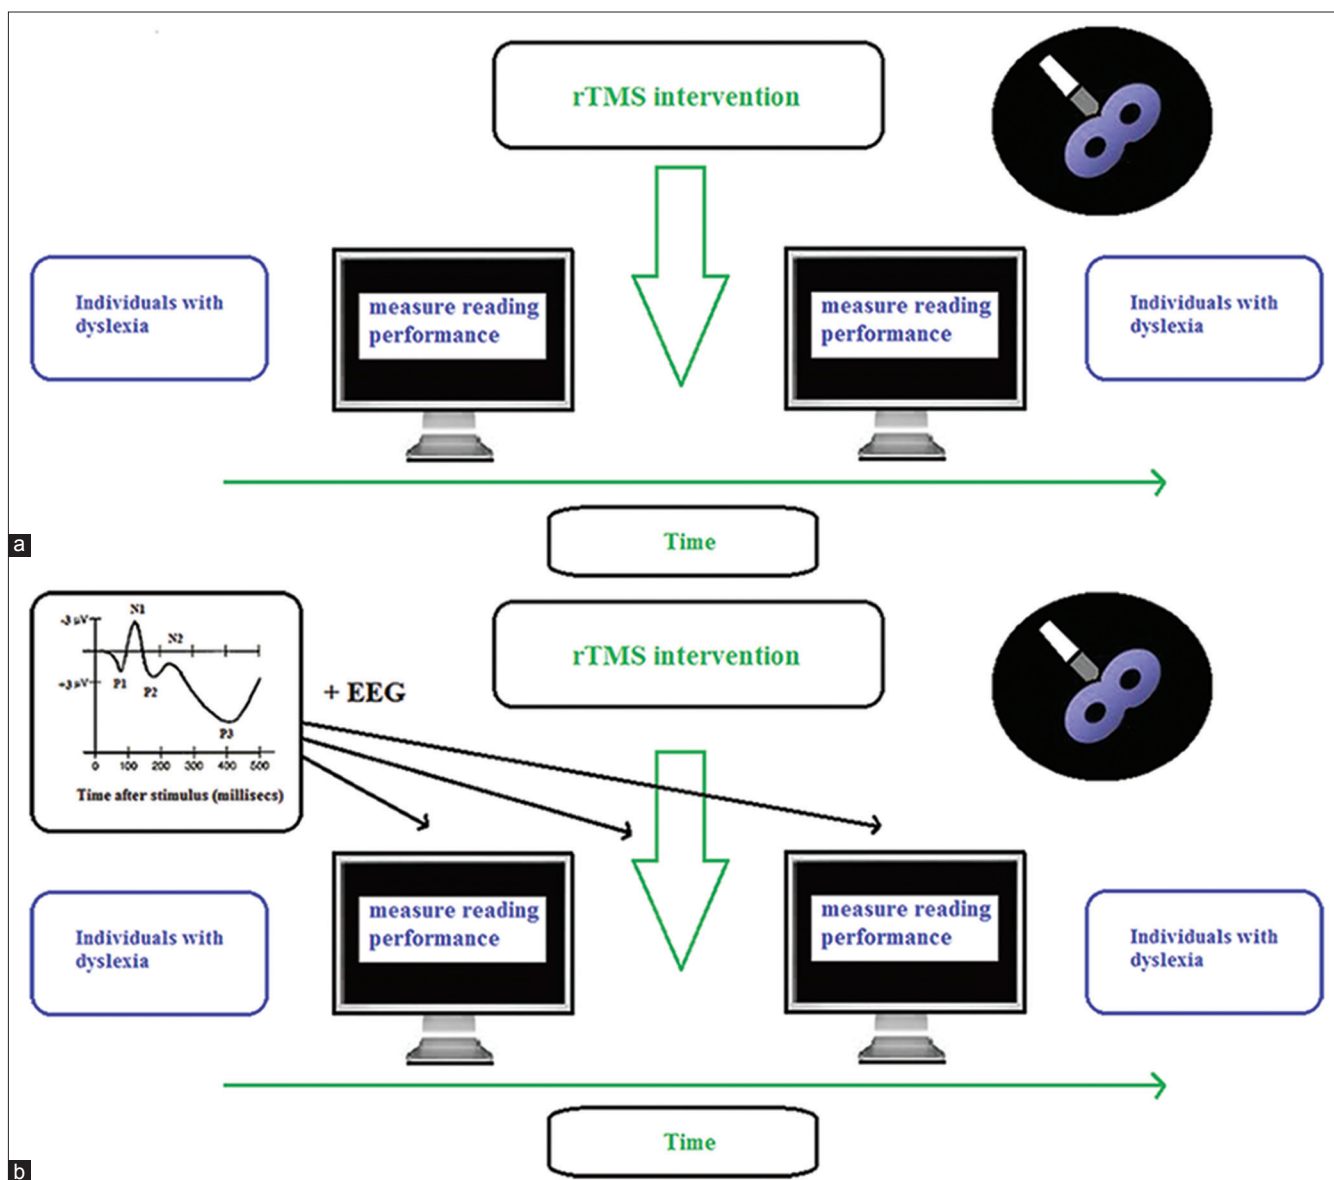 rTMS intervention
Individuals with
dyslexia
measure reading
performance
measure reading
performance
Individuals with
dyslexia
Time
a
-3 µV
N1
N2
+3 µV
P1
P2
P3
0 100 200 300 400 500
Time after stimulus (millisecs)
+ EEG
rTMS intervention
Individuals with
dyslexia
measure reading
performance
measure reading
performance
Individuals with
dyslexia
Time
b